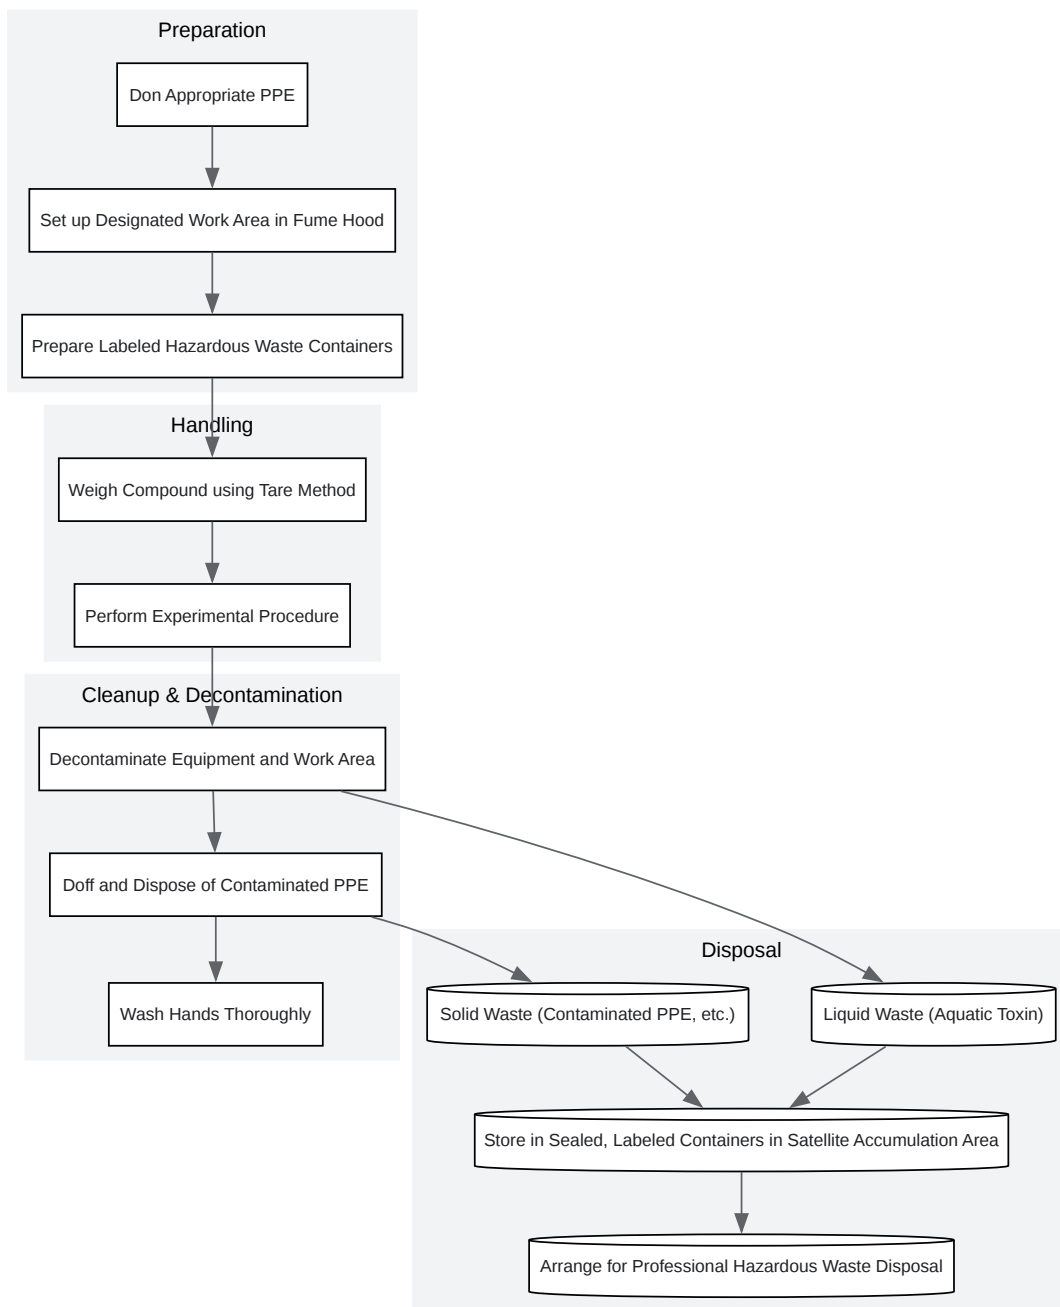 Preparation
Don Appropriate PPE
Set up Designated Work Area in Fume Hood
Prepare Labeled Hazardous Waste Containers
Handling
Weigh Compound using Tare Method
Perform Experimental Procedure
Cleanup & Decontamination
Decontaminate Equipment and Work Area
Doff and Dispose of Contaminated PPE
Wash Hands Thoroughly
Disposal
Solid Waste (Contaminated PPE, etc.)
Liquid Waste (Aquatic Toxin)
Store in Sealed, Labeled Containers in Satellite Accumulation Area
Arrange for Professional Hazardous Waste Disposal